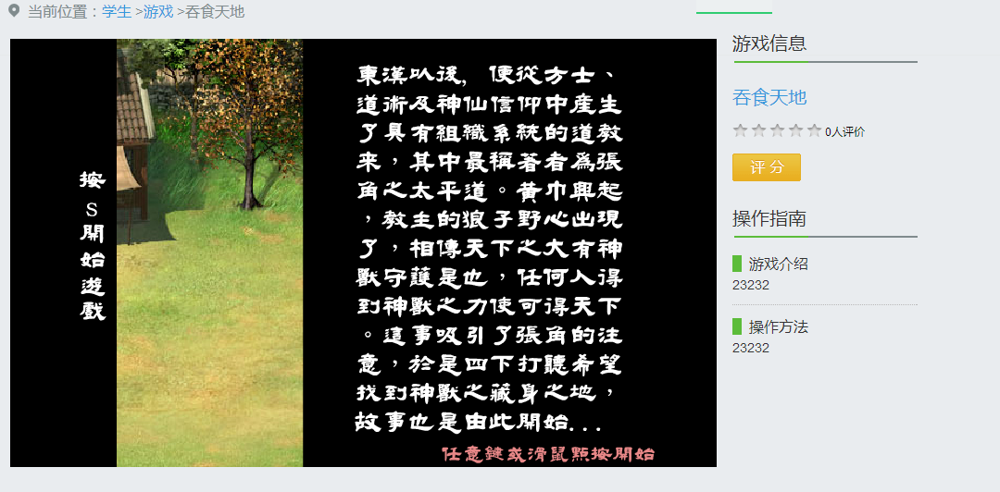 当前位置：学生 >游戏 >吞食天地
按S開始遊戲
東漢以後, 便從方士、
道術及神仙信仰中産生
了具有組織系統的道教
來，其中最稱著者為張
角之太平道。黃巾興起
，教主的狼子野心出現
了，相傳天下之大有神
獸守護是也，任何人得
到神獸之力便可得天下
。這事吸引了張角的注
意，於是四下打聽希望
找到神獸之藏身之地，
故事也是由此開始...
任意鍵或滑鼠點按開始
游戏信息
吞食天地
0人评价
评 分
操作指南
游戏介绍
23232
操作方法
23232